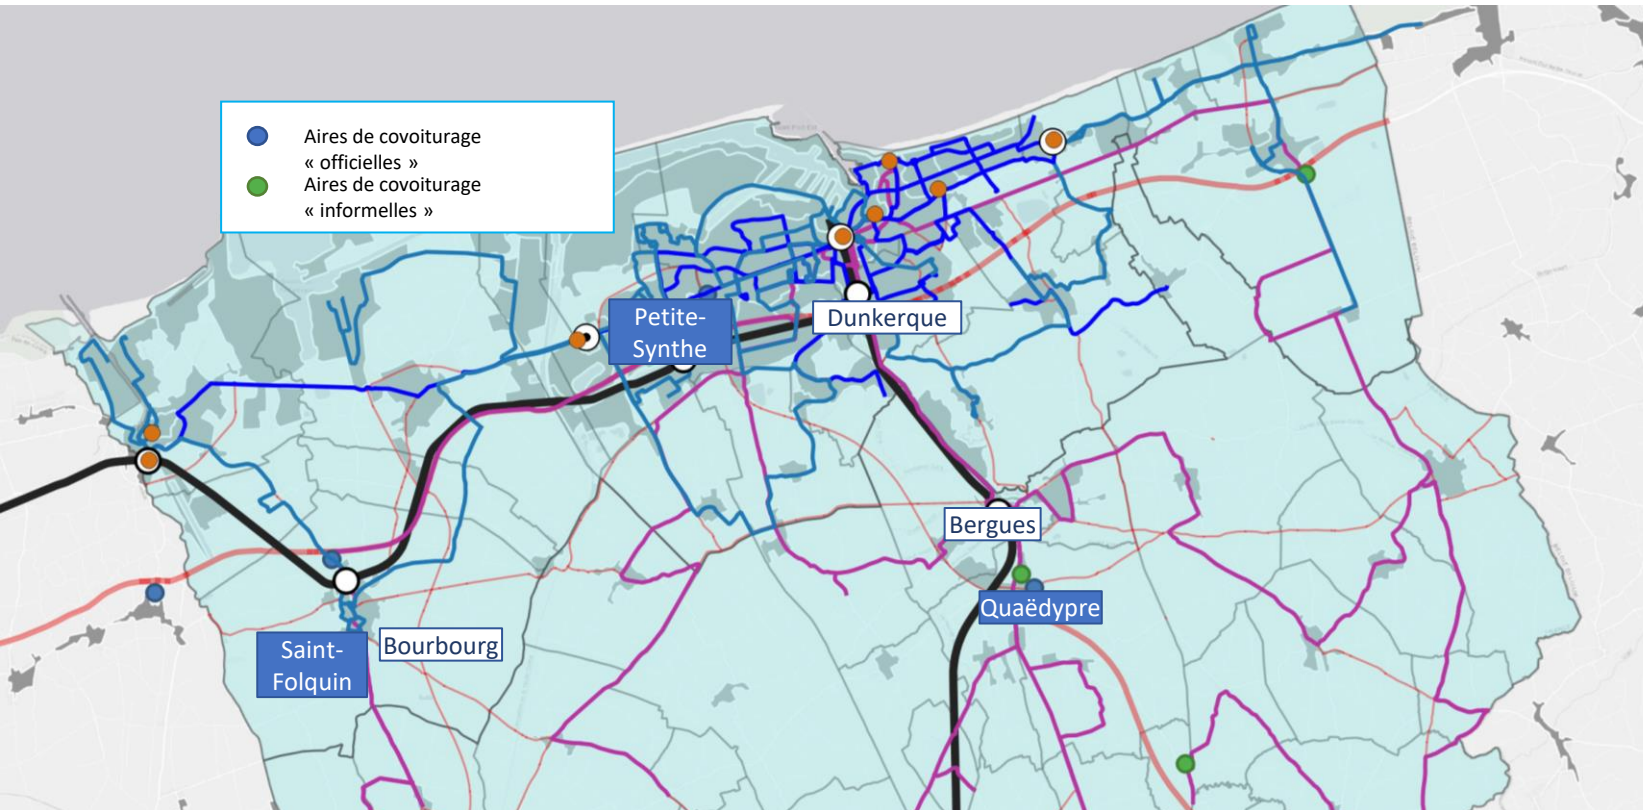 Aires de covoiturage
« officielles »
Aires de covoiturage
« informelles »
Petite-
Synthe
Dunkerque
Bergues
Quaëdypre
Saint-
Folquin
Bourbourg